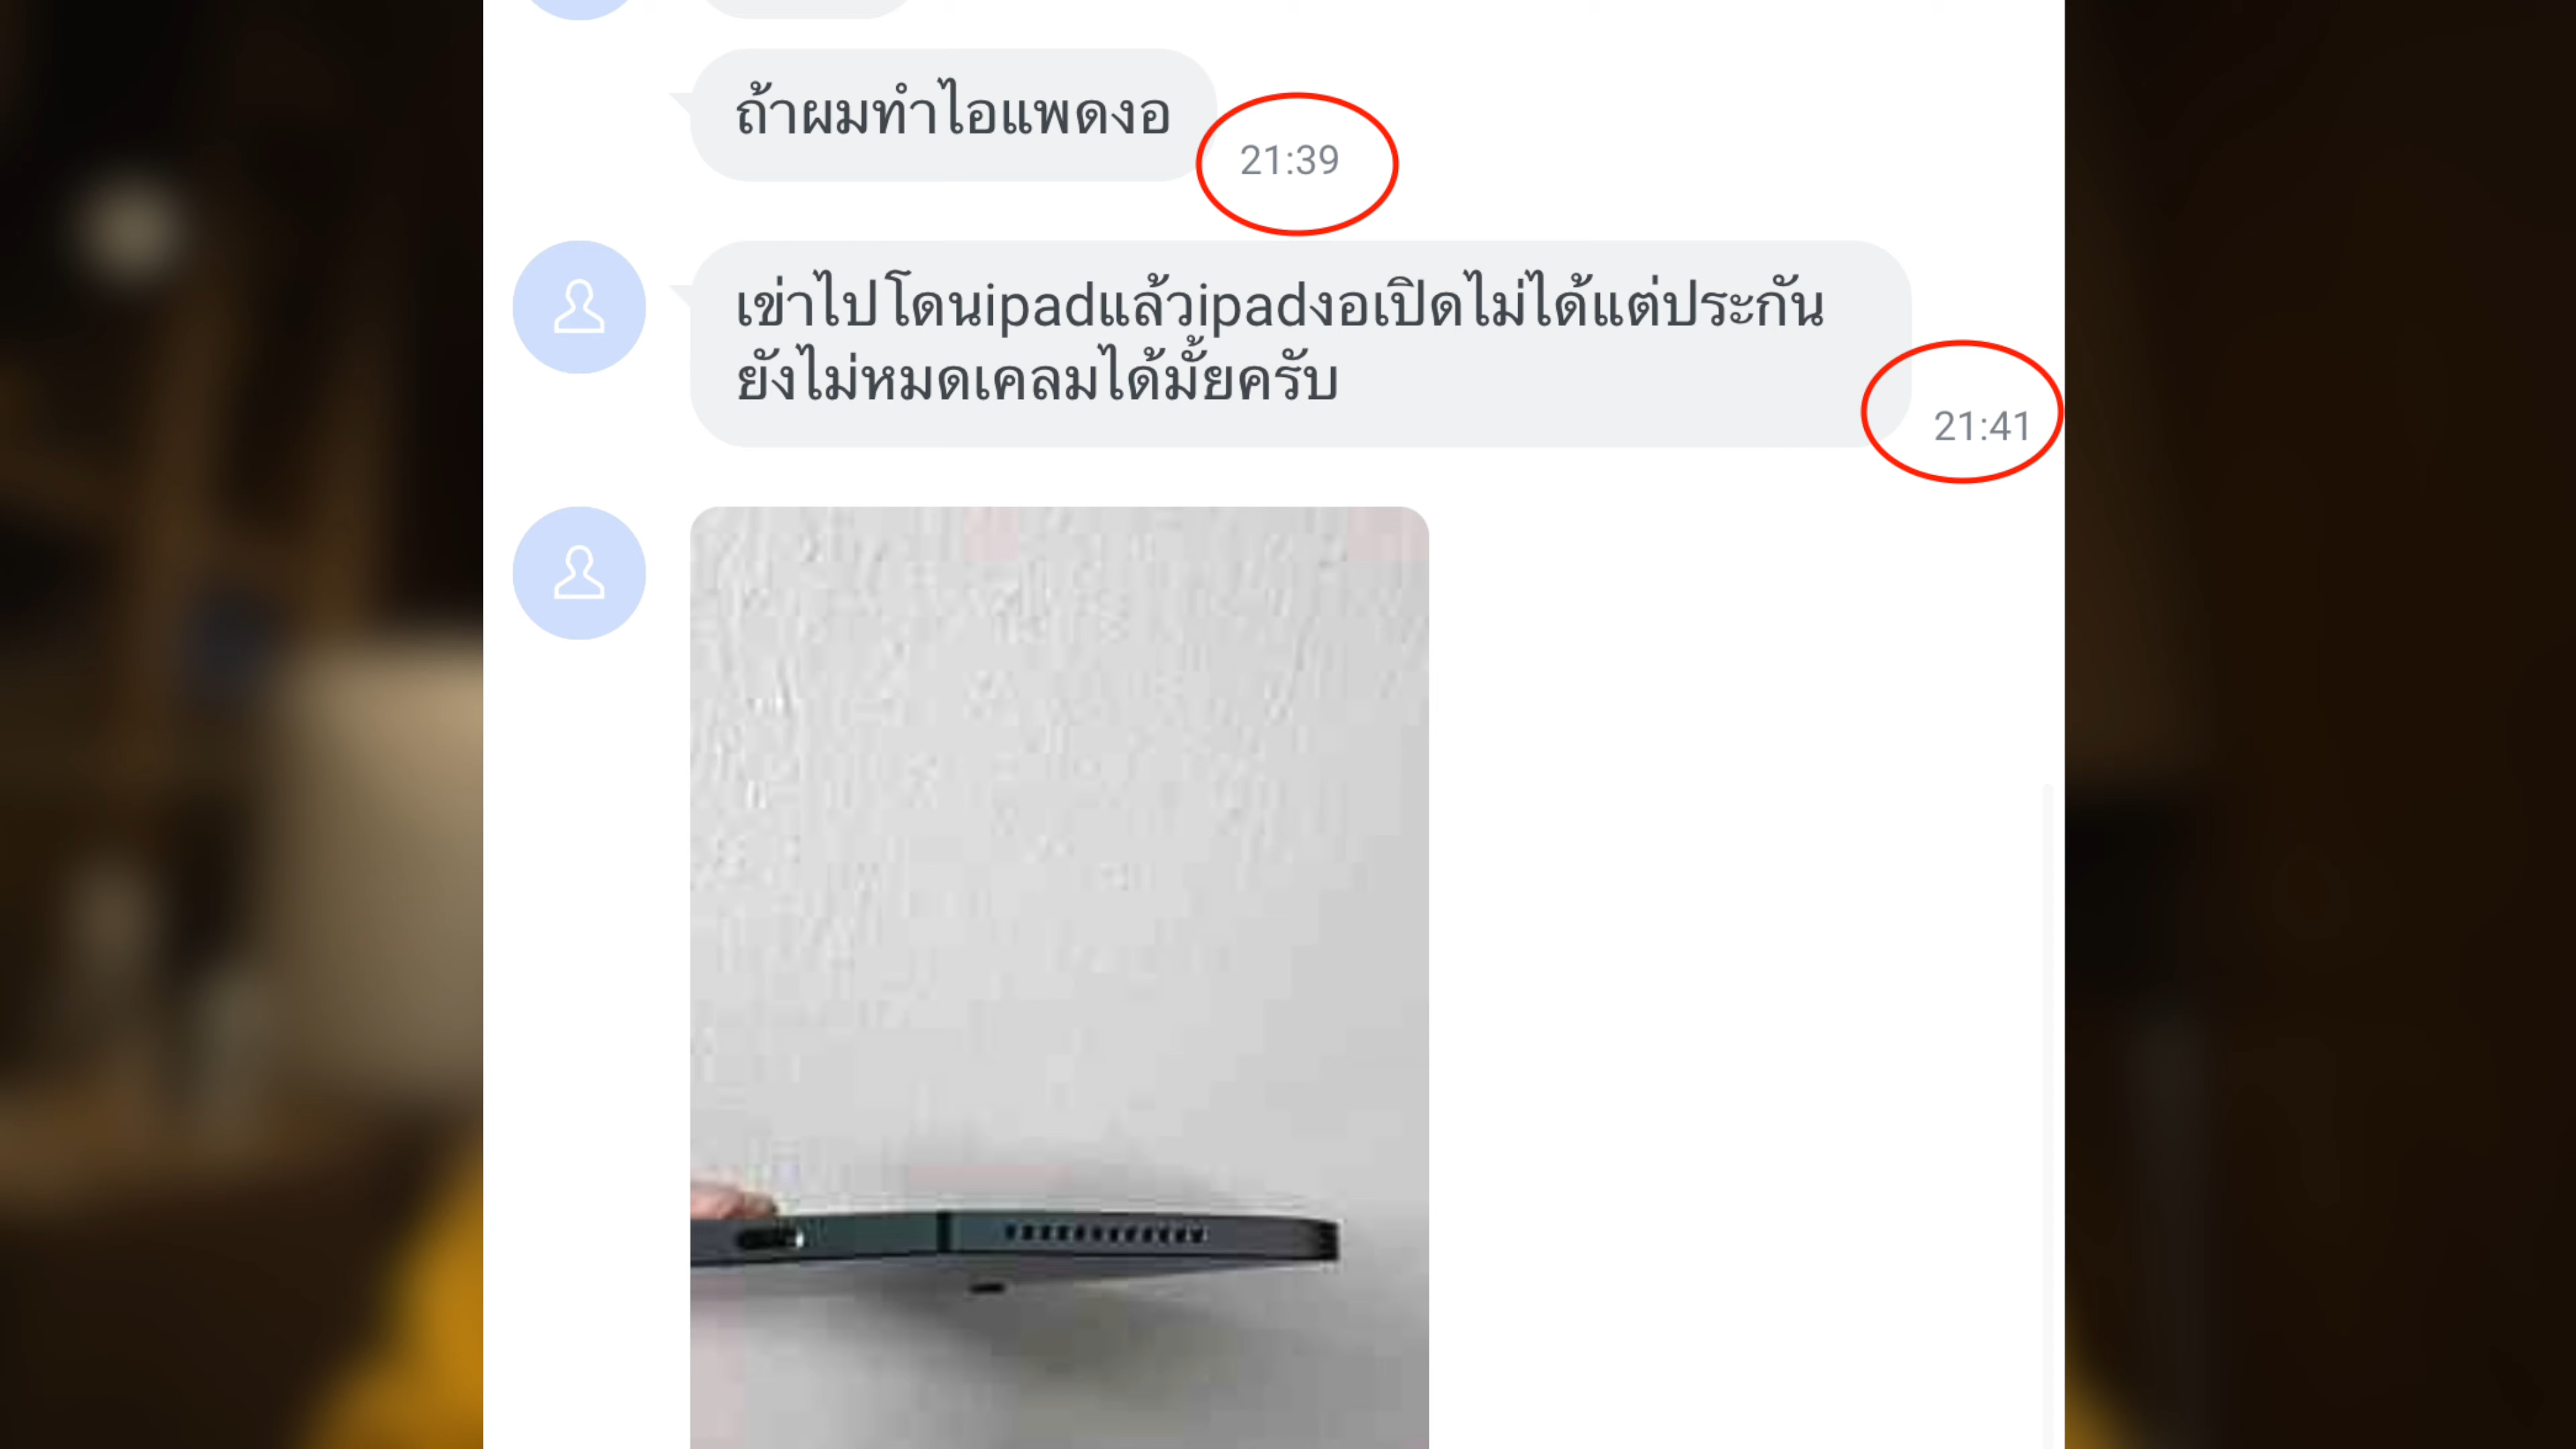 ถ้าผมทำไอแพดงอ
21:39
เข่าไปโดนipadแล้วipadงอเปิดไม่ได้แต่ประกัน
ยังไม่หมดเคลมได้มั้ยครับ
21:41